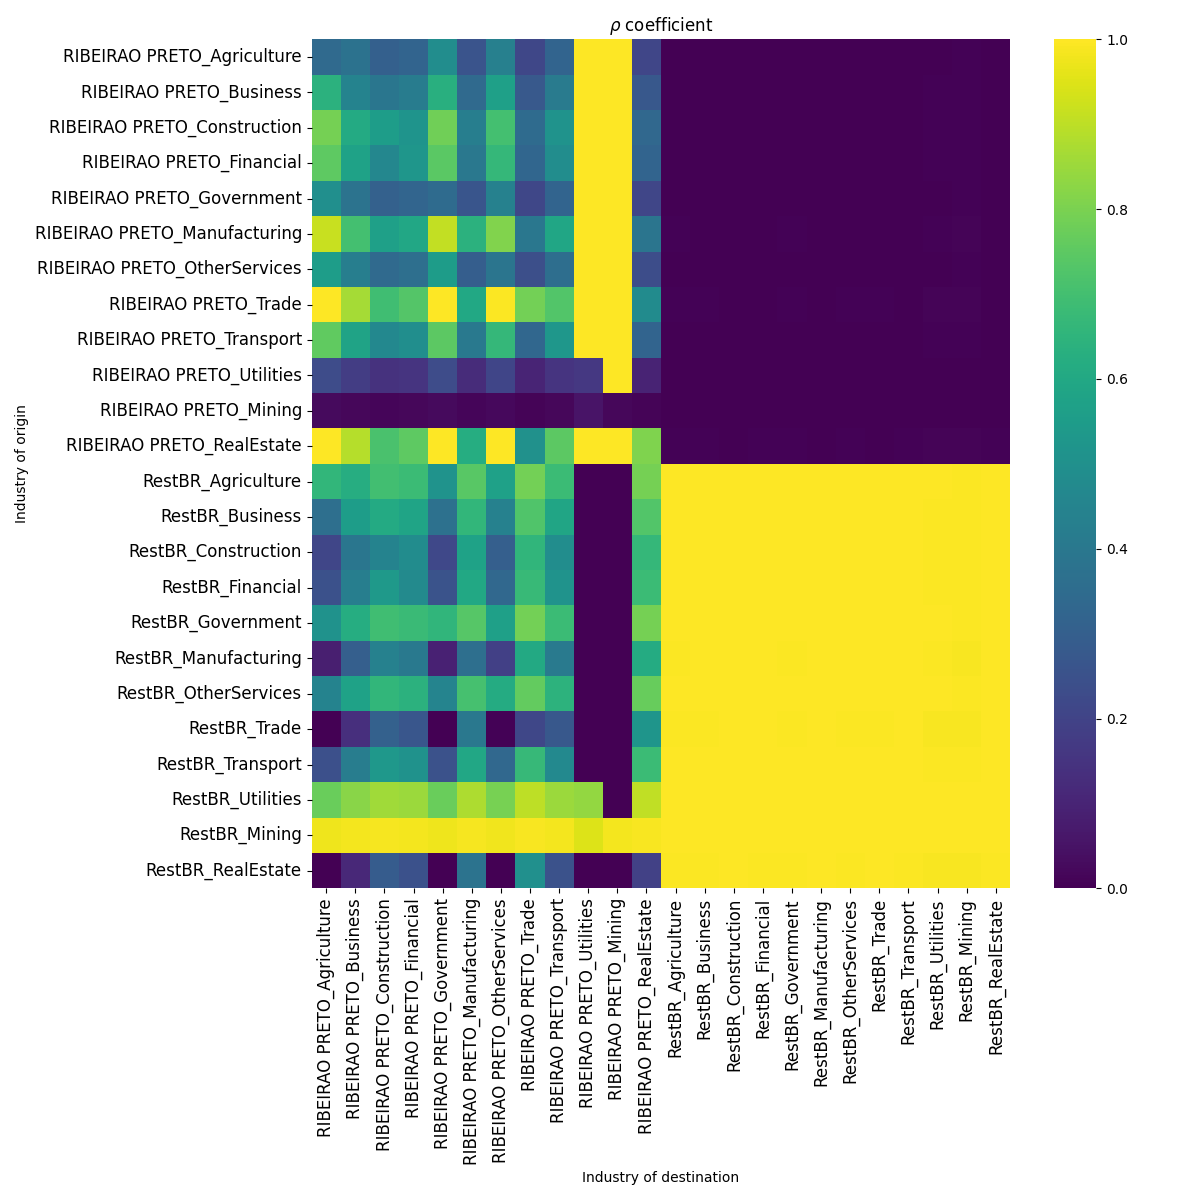 ρ coefficient
RIBEIRAO PRETO_Agriculture
RIBEIRAO PRETO_Business
RIBEIRAO PRETO_Construction
RIBEIRAO PRETO_Financial
RIBEIRAO PRETO_Government
RIBEIRAO PRETO_Manufacturing
RIBEIRAO PRETO_OtherServices
RIBEIRAO PRETO_Trade
RIBEIRAO PRETO_Transport
RIBEIRAO PRETO_Utilities
RIBEIRAO PRETO_Mining
RIBEIRAO PRETO_RealEstate
RestBR_Agriculture
RestBR_Business
RestBR_Construction
RestBR_Financial
RestBR_Government
RestBR_Manufacturing
RestBR_OtherServices
RestBR_Trade
RestBR_Transport
RestBR_Utilities
RestBR_Mining
RestBR_RealEstate
Industry of origin
RIBEIRAO PRETO_Agriculture
RIBEIRAO PRETO_Business
RIBEIRAO PRETO_Construction
RIBEIRAO PRETO_Financial
RIBEIRAO PRETO_Government
RIBEIRAO PRETO_Manufacturing
RIBEIRAO PRETO_OtherServices
RIBEIRAO PRETO_Trade
RIBEIRAO PRETO_Transport
RIBEIRAO PRETO_Utilities
RIBEIRAO PRETO_Mining
RIBEIRAO PRETO_RealEstate
RestBR_Agriculture
RestBR_Business
RestBR_Construction
RestBR_Financial
RestBR_Government
RestBR_Manufacturing
RestBR_OtherServices
RestBR_Trade
RestBR_Transport
RestBR_Utilities
RestBR_Mining
RestBR_RealEstate
Industry of destination
1.0
0.8
0.6
0.4
0.2
0.0